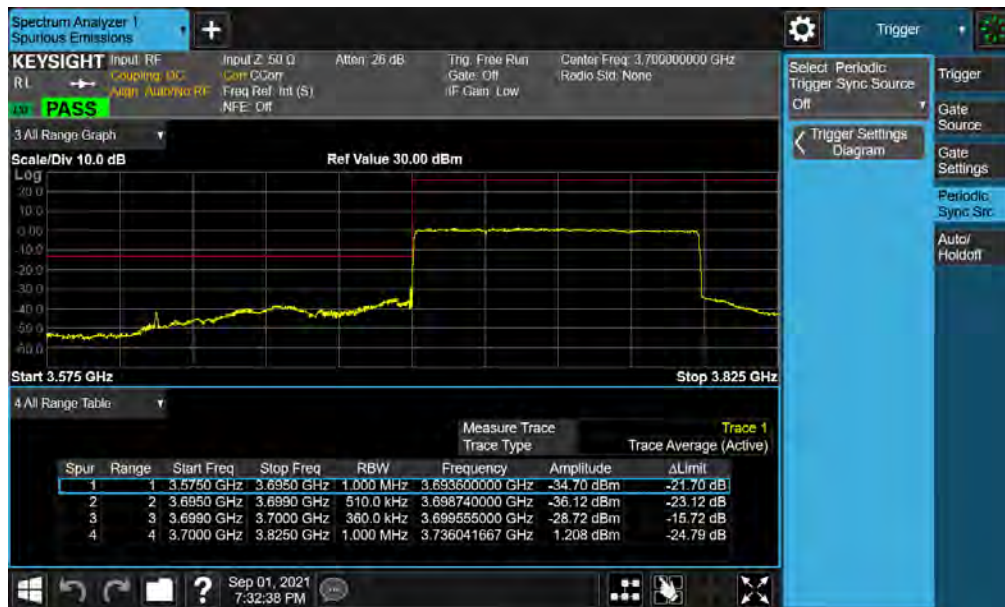 Spectrum Analyzer 1
Spurious Emissions
+
Trigger
KEYSIGHT
Input: RF
Input Z: 50 Ω
Atten: 26 dB
Trig: Free Run
Center Freq: 3.700000000 GHz
RL
Coupling: DC
Corr CCorr
Gate: Off
Radio Std: None
Align: Auto/No RF
Freq Ref: Int (S)
IF Gain: Low
PASS
NFE: Off
Select Periodic
Trigger Sync Source
Off
Trigger Settings
Diagram
Trigger
Gate
Source
Gate
Settings
Periodic
Sync Src
Auto/
Holdoff
3 All Range Graph
Scale/Div 10.0 dB
Ref Value 30.00 dBm
Log
20.0
10.0
0.00
-10.0
-20.0
-30.0
-40.0
-50.0
-60.0
Start 3.575 GHz
Stop 3.825 GHz
4 All Range Table
Measure Trace
Trace 1
Trace Type
Trace Average (Active)
Spur Range Start Freq Stop Freq RBW Frequency Amplitude ΔLimit
1 1 3.5750 GHz 3.6950 GHz 1.000 MHz 3.693600000 GHz -34.70 dBm -21.70 dB
2 2 3.6950 GHz 3.6990 GHz 510.0 kHz 3.698740000 GHz -36.12 dBm -23.12 dB
3 3 3.6990 GHz 3.7000 GHz 360.0 kHz 3.699555000 GHz -28.72 dBm -15.72 dB
4 4 3.7000 GHz 3.8250 GHz 1.000 MHz 3.736041667 GHz 1.208 dBm -24.79 dB
?
Sep 01, 2021
7:32:38 PM